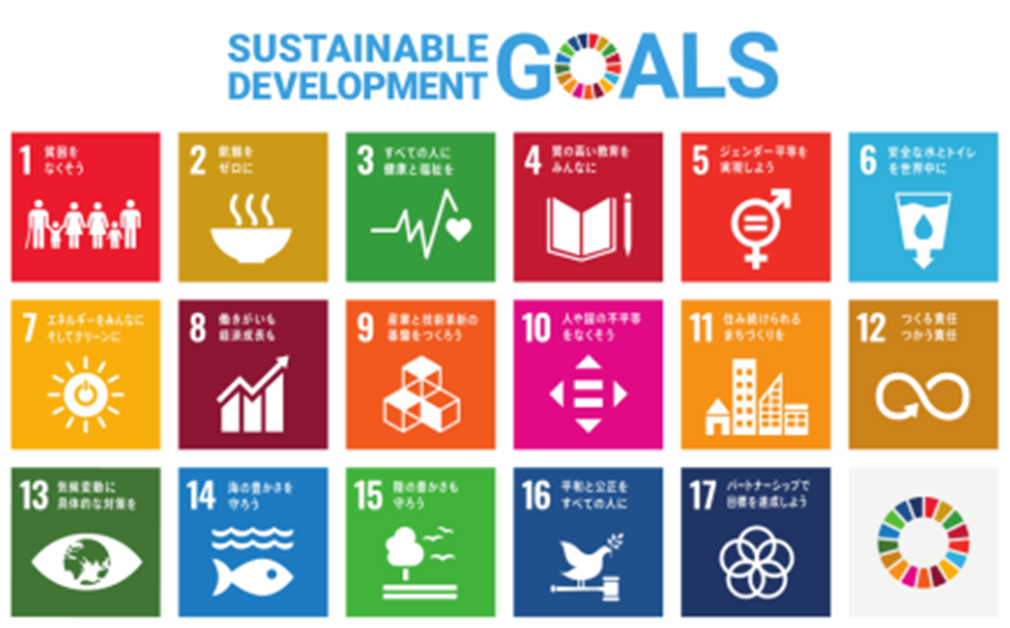 SUSTAINABLE
DEVELOPMENT
GOALS
1 貧困を
なくそう
2 飢餓を
ゼロに
3 すべての人に
健康と福祉を
4 質の高い教育を
みんなに
5 ジェンダー平等を
実現しよう
6 安全な水とトイレ
を世界中に
7 エネルギーをみんなに
そしてクリーンに
8 働きがいも
経済成長も
9 産業と技術革新の
基盤をつくろう
10 人や国の不平等
をなくそう
11 住み続けられる
まちづくりを
12 つくる責任
つかう責任
13 気候変動に
具体的な対策を
14 海の豊かさを
守ろう
15 陸の豊かさも
守ろう
16 平和と公正を
すべての人に
17 パートナーシップで
目標を達成しよう